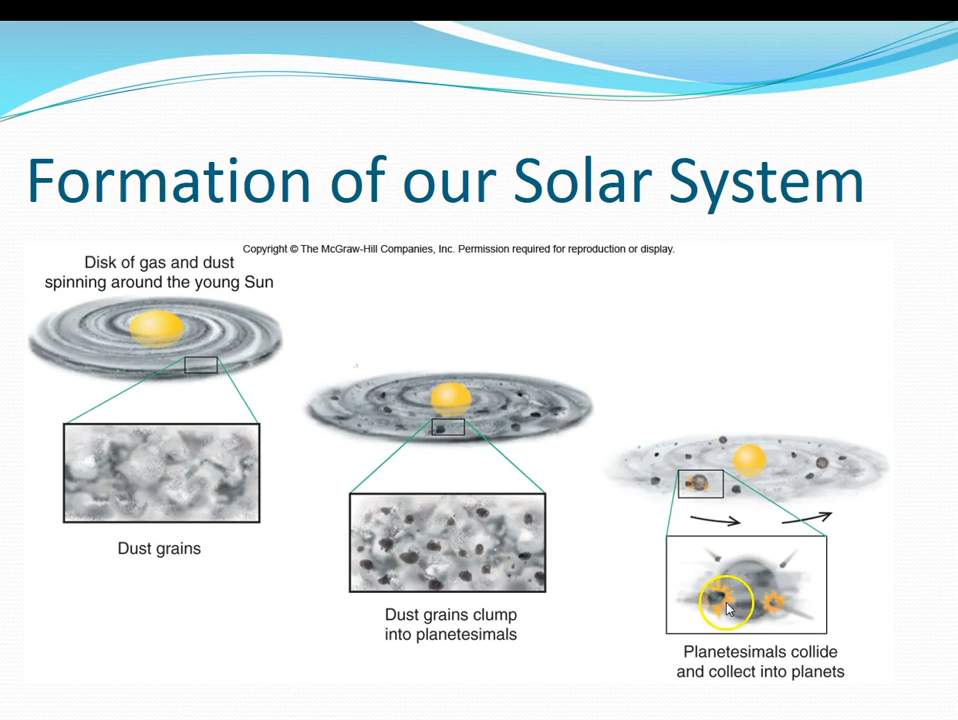 Formation of our Solar System
Copyright © The McGraw-Hill Companies, Inc. Permission required for reproduction or display.
Disk of gas and dust
spinning around the young Sun
Dust grains
Dust grains clump
into planetesimals
Planetesimals collide
and collect into planets